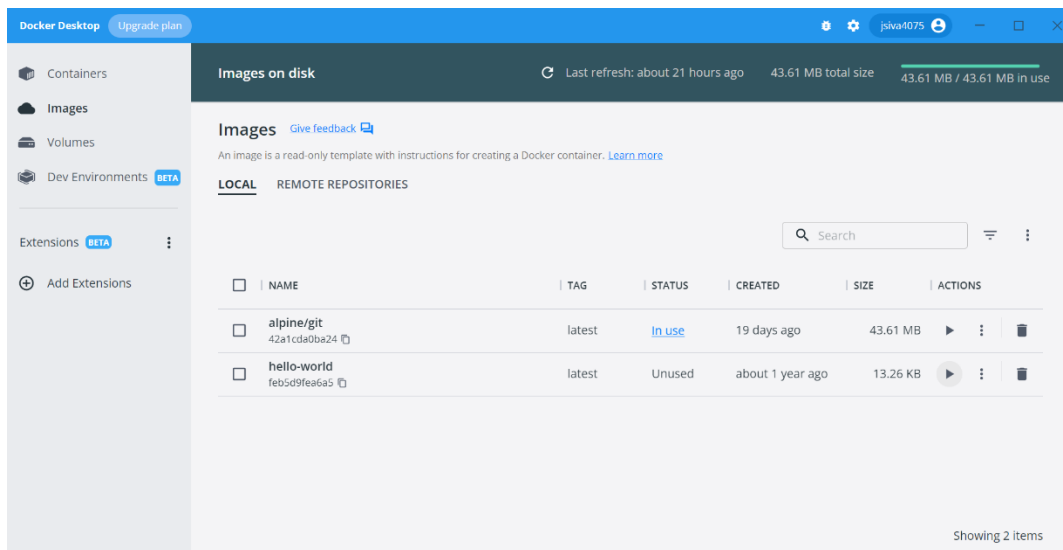 Docker Desktop Upgrade plan jsiva4075
Containers
Images
Volumes
Dev Environments BETA
Extensions BETA
Add Extensions
Images on disk Last refresh: about 21 hours ago 43.61 MB total size 43.61 MB / 43.61 MB in use
Images Give feedback
An image is a read-only template with instructions for creating a Docker container. Learn more
LOCAL REMOTE REPOSITORIES
Search
NAME TAG STATUS CREATED SIZE ACTIONS
alpine/git latest In use 19 days ago 43.61 MB
42a1cda0ba24
hello-world latest Unused about 1 year ago 13.26 KB
feb5d9fea6a5
Showing 2 items